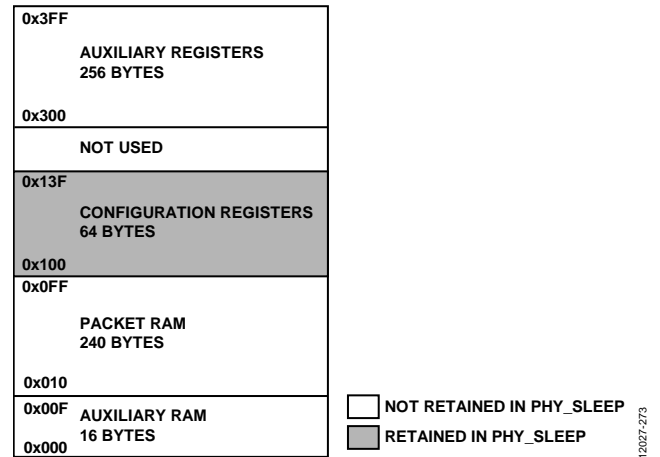 0x3FF
AUXILIARY REGISTERS
256 BYTES
0x300
NOT USED
0x13F
CONFIGURATION REGISTERS
64 BYTES
0x100
0x0FF
PACKET RAM
240 BYTES
0x010
0x00F
AUXILIARY RAM
16 BYTES
0x000
NOT RETAINED IN PHY_SLEEP
RETAINED IN PHY_SLEEP
12027-273